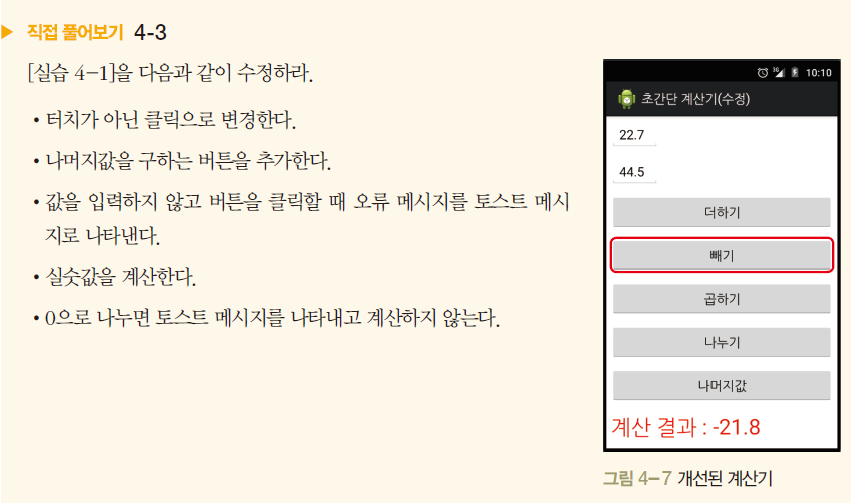 ▶ 직접 풀어보기 4-3
[실습 4-1]을 다음과 같이 수정하라.
• 터치가 아닌 클릭으로 변경한다.
• 나머지값을 구하는 버튼을 추가한다.
• 값을 입력하지 않고 버튼을 클릭할 때 오류 메시지를 토스트 메시
지로 나타낸다.
• 실숫값을 계산한다.
• 0으로 나누면 토스트 메시지를 나타내고 계산하지 않는다.
3G 10:10
초간단 계산기(수정)
22.7
44.5
더하기
빼기
곱하기
나누기
나머지값
계산 결과 : -21.8
그림 4-7 개선된 계산기